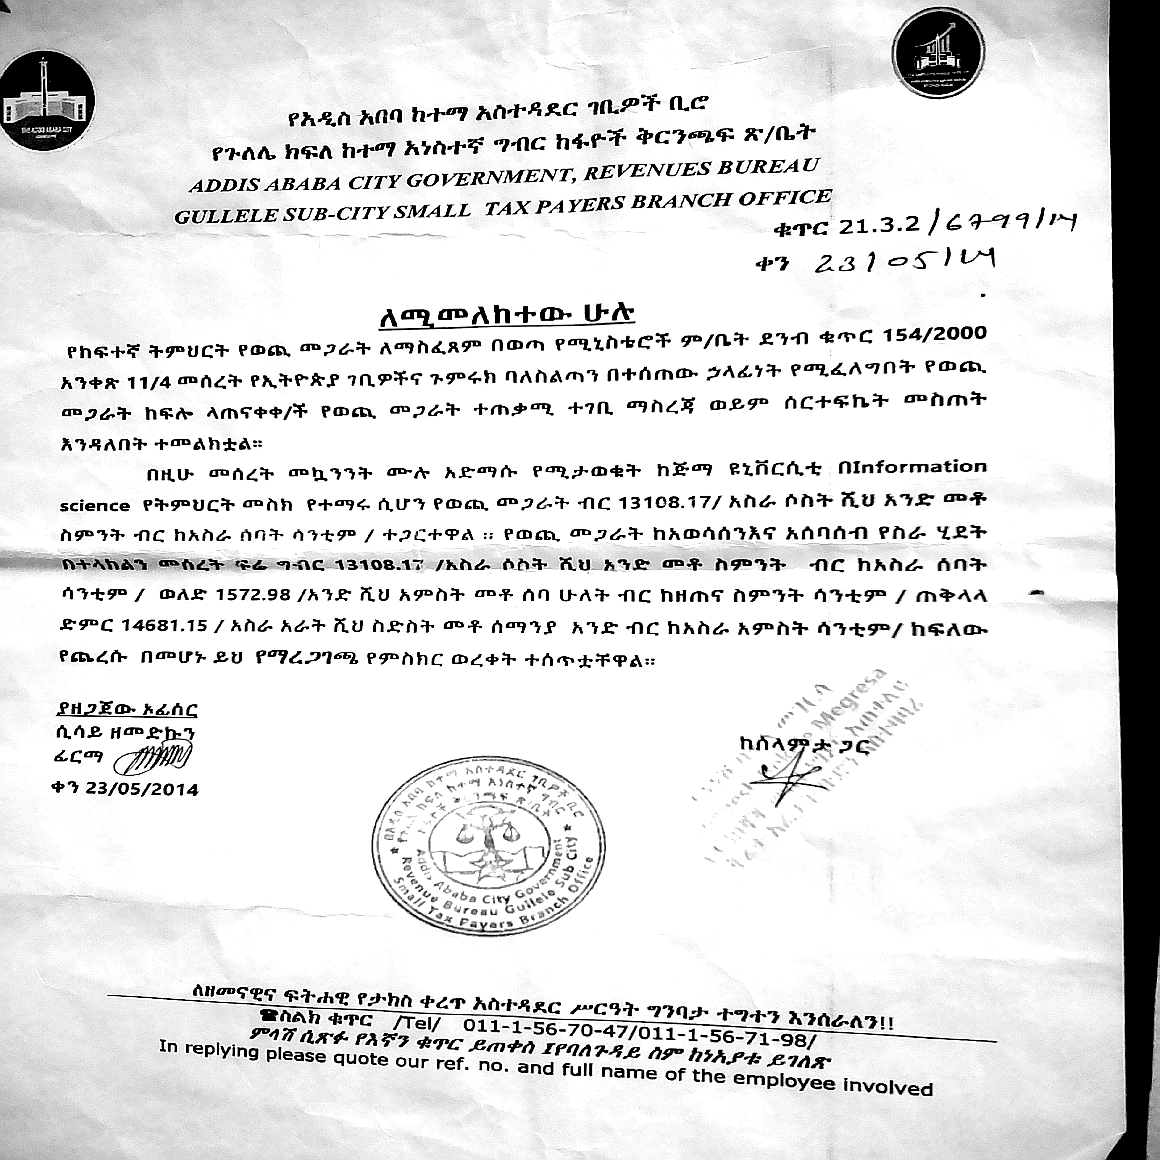 የአዲስ አበባ ከተማ አስተዳደር ገቢዎች ቢሮ
የጉለሌ ክፍለ ከተማ አነስተኛ ግብር ከፋዮች ቅርንጫፍ ጽ/ቤት
ADDIS ABABA CITY GOVERNMENT, REVENUES BUREAU
GULLELE SUB-CITY SMALL TAX PAYERS BRANCH OFFICE
ቁጥር 21.3.2/6799/14
ቀን 23/05/14
ለሚመለከተው ሁሉ
የከፍተኛ ትምህርት የወጪ መጋራት ለማስፈጸም በወጣ የሚኒስቴሮች ም/ቤት ደንብ ቁጥር 154/2000
አንቀጽ 11/4 መሰረት የኢትዮጵያ ገቢዎችና ጉምሩክ ባለስልጣን በተሰጠው ኃላፊነት የሚፈለግበት የወጪ
መጋራት ከፍሎ ላጠናቀቀ/ች የወጪ መጋራት ተጠቃሚ ተገቢ ማስረጃ ወይም ሰርተፍኬት መስጠት
እንዳለበት ተመልክቷል።
በዚሁ መሰረት መኳንንት ሙሉ አድማሱ የሚታወቁት ከጅማ ዩኒቨርሲቲ በInformation
science የትምህርት መስክ የተማሩ ሲሆን የወጪ መጋራት ብር 13108.17/ አስራ ሶስት ሺህ አንድ መቶ
ስምንት ብር ከአስራ ሰባት ሳንቲም / ተጋርተዋል ። የወጪ መጋራት ከአወሳሰንእና አሰባሰብ የስራ ሂደት
በተላከልን መሰረት ፍሬ ግብር 13108.17 /አስራ ሶስት ሺህ አንድ መቶ ስምንት ብር ከአስራ ሰባት
ሳንቲም / ወለድ 1572.98 /አንድ ሺህ አምስት መቶ ሰባ ሁለት ብር ከዘጠና ስምንት ሳንቲም / ጠቅላላ
ድምር 14681.15 / አስራ አራት ሺህ ስድስት መቶ ሰማንያ አንድ ብር ከአስራ አምስት ሳንቲም/ ከፍለው
የጨረሱ በመሆኑ ይህ የማረጋገጫ የምስክር ወረቀት ተሰጥቷቸዋል።
ያዘጋጀው ኦፊሰር
ሲሳይ ዘመድኩን
ፊርማ
ቀን 23/05/2014
ከሰላምታ ጋር
Megresa
በአዲስ አበባ ከተማ አስተዳደር ገቢዎች ቢሮ
የጉለሌ ክፍለ ከተማ አነስተኛ ግብር
ከፋዮች ቅርንጫፍ ጽ/ቤት
Addis Ababa City Government
Revenue Bureau Gullele Sub City
Small Tax Payers Branch Office
ለዘመናዊና ፍትሐዊ የታክስ ቀረጥ አስተዳደር ሥርዓት ግንባታ ተግተን እንሰራለን!!
☎ስልክ ቁጥር /Tel/ 011-1-56-70-47/011-1-56-71-98/
ምላሽ ሲጽፉ የእኛን ቁጥር ይጠቀስ የባለጉዳይ ስም ከነአያቱ ይገለጽ
In replying please quote our ref. no. and full name of the employee involved